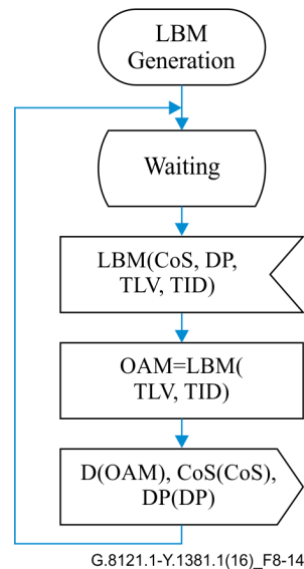 LBM
Generation
Waiting
LBM(CoS, DP,
TLV, TID)
OAM=LBM(
TLV, TID)
D(OAM), CoS(CoS),
DP(DP)
G.8121.1-Y.1381.1(16)_F8-14